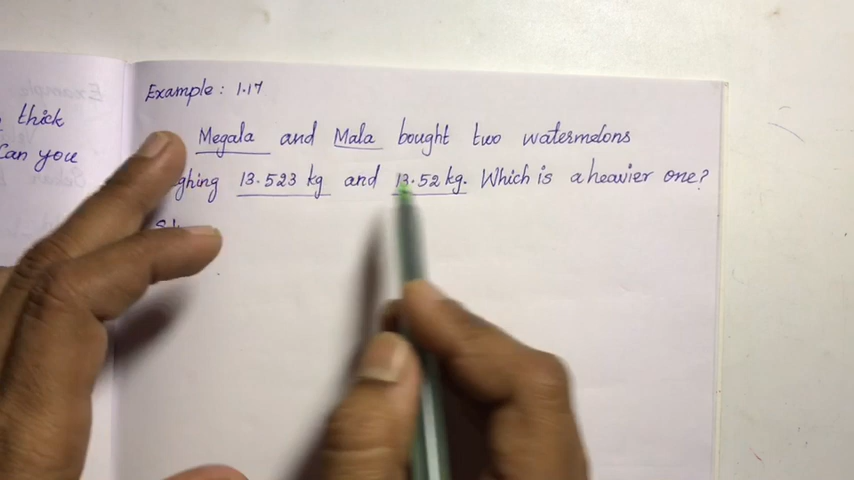 thick
Can you
Example : 1.17
Megala and Mala bought two watermelons
ghing 13.523 kg and 13.52 kg. Which is a heavier one?